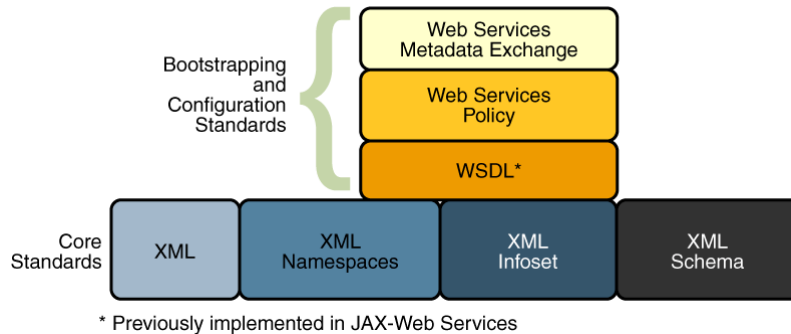 Web Services
Metadata Exchange
Bootstrapping
and
Configuration
Standards
Web Services
Policy
WSDL*
Core
Standards
XML
XML
Namespaces
XML
Infoset
XML
Schema
* Previously implemented in JAX-Web Services